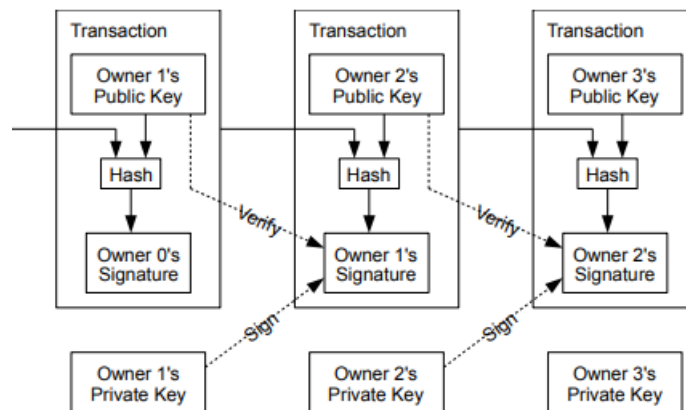 Transaction
Transaction
Transaction
Owner 1's
Public Key
Owner 2's
Public Key
Owner 3's
Public Key
Hash
Hash
Hash
Verify
Verify
Owner 0's
Signature
Owner 1's
Signature
Owner 2's
Signature
Sign
Sign
Owner 1's
Private Key
Owner 2's
Private Key
Owner 3's
Private Key